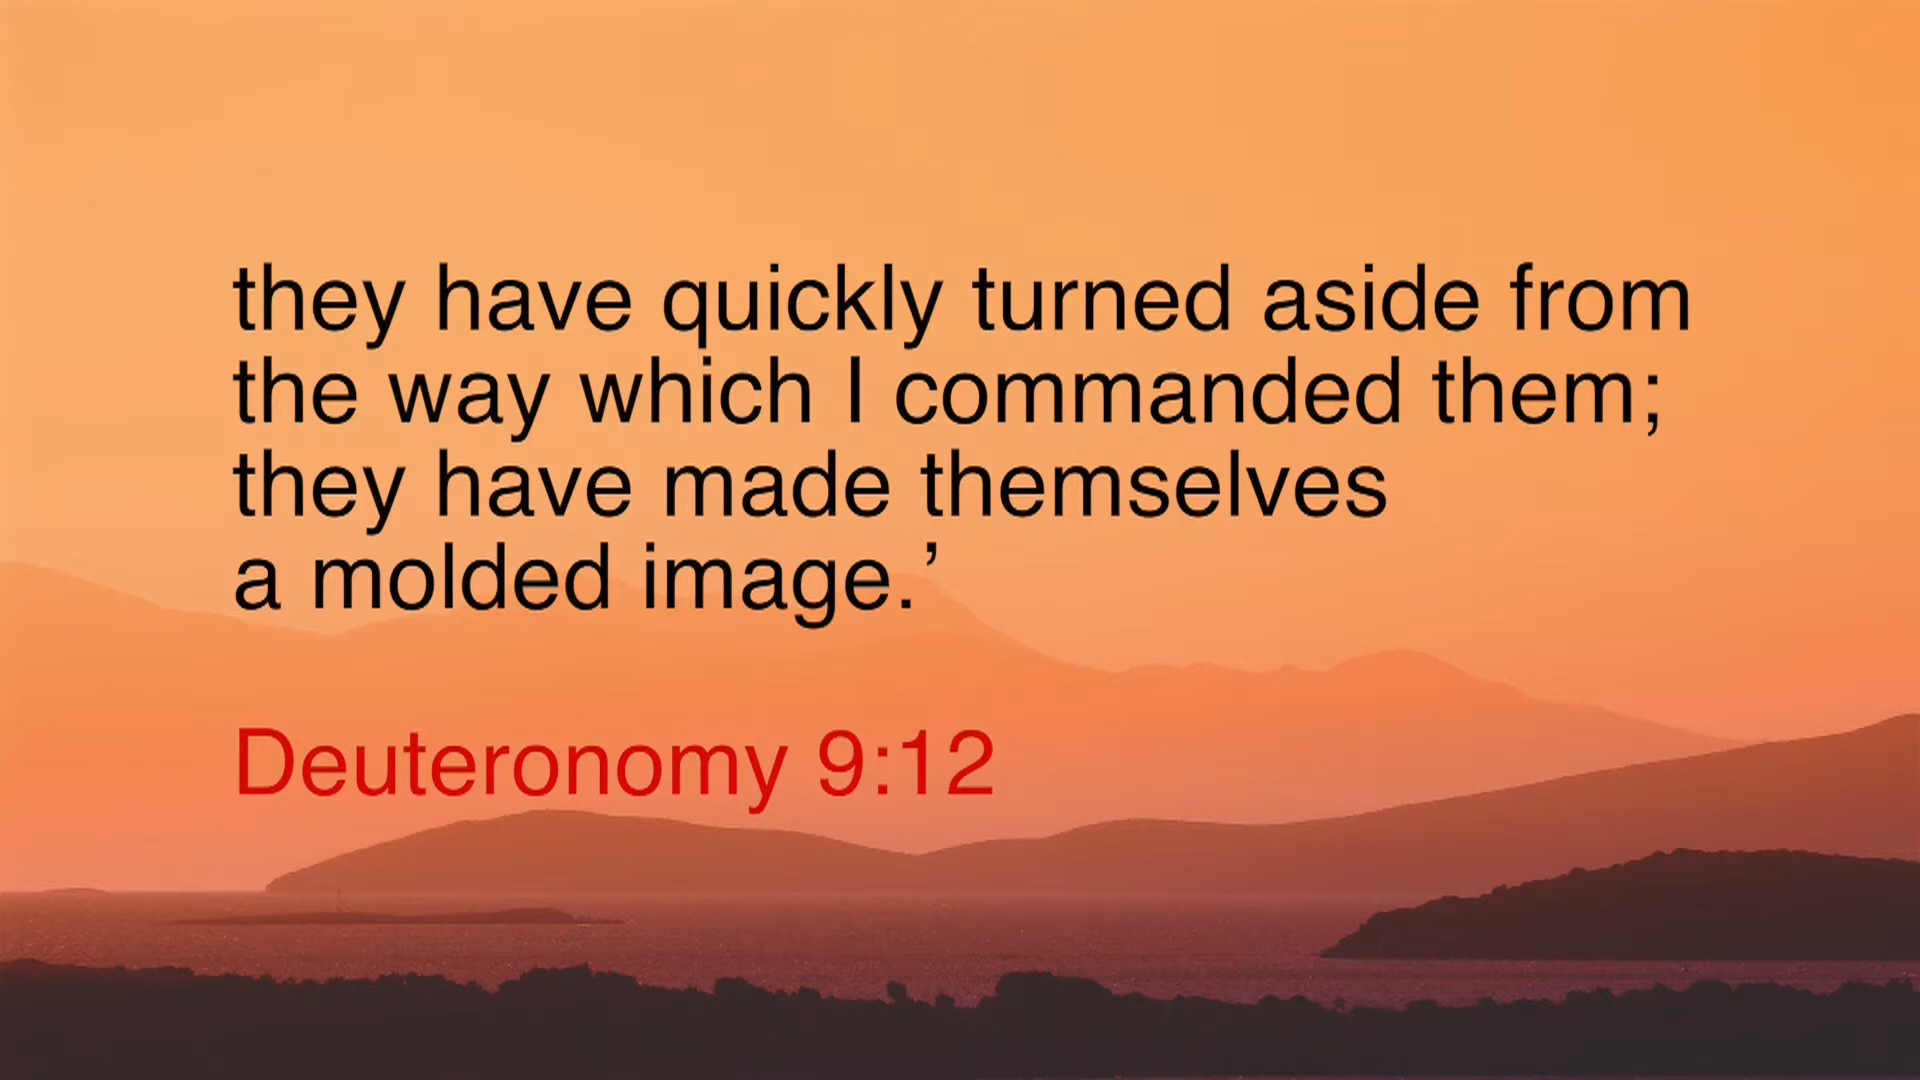 they have quickly turned aside from
the way which I commanded them;
they have made themselves
a molded image.’
Deuteronomy 9:12